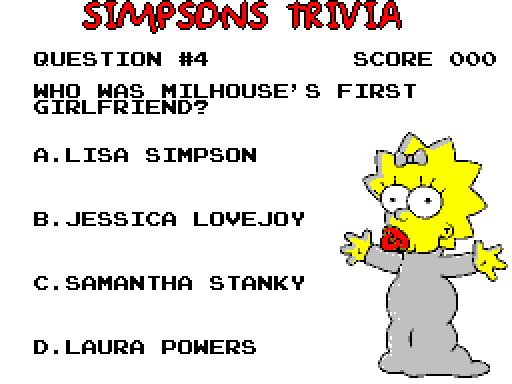 SIMPSONS TRIVIA
QUESTION #4 SCORE 000
WHO WAS MILHOUSE'S FIRST
GIRLFRIEND?
A.LISA SIMPSON
B.JESSICA LOVEJOY
C.SAMANTHA STANKY
D.LAURA POWERS